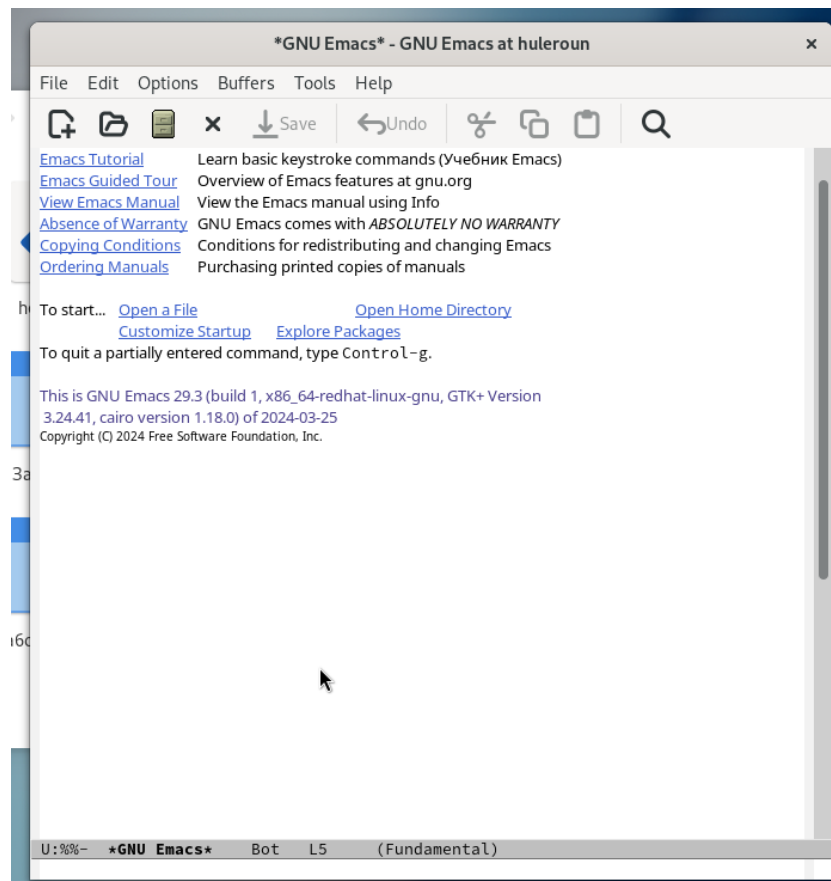 *GNU Emacs* - GNU Emacs at huleroun
File Edit Options Buffers Tools Help
Save Undo
Emacs Tutorial Learn basic keystroke commands (Учебник Emacs)
Emacs Guided Tour Overview of Emacs features at gnu.org
View Emacs Manual View the Emacs manual using Info
Absence of Warranty GNU Emacs comes with ABSOLUTELY NO WARRANTY
Copying Conditions Conditions for redistributing and changing Emacs
Ordering Manuals Purchasing printed copies of manuals
To start... Open a File Open Home Directory
Customize Startup Explore Packages
To quit a partially entered command, type Control-g.
This is GNU Emacs 29.3 (build 1, x86_64-redhat-linux-gnu, GTK+ Version
3.24.41, cairo version 1.18.0) of 2024-03-25
Copyright (C) 2024 Free Software Foundation, Inc.
U:%%- *GNU Emacs* Bot L5 (Fundamental)